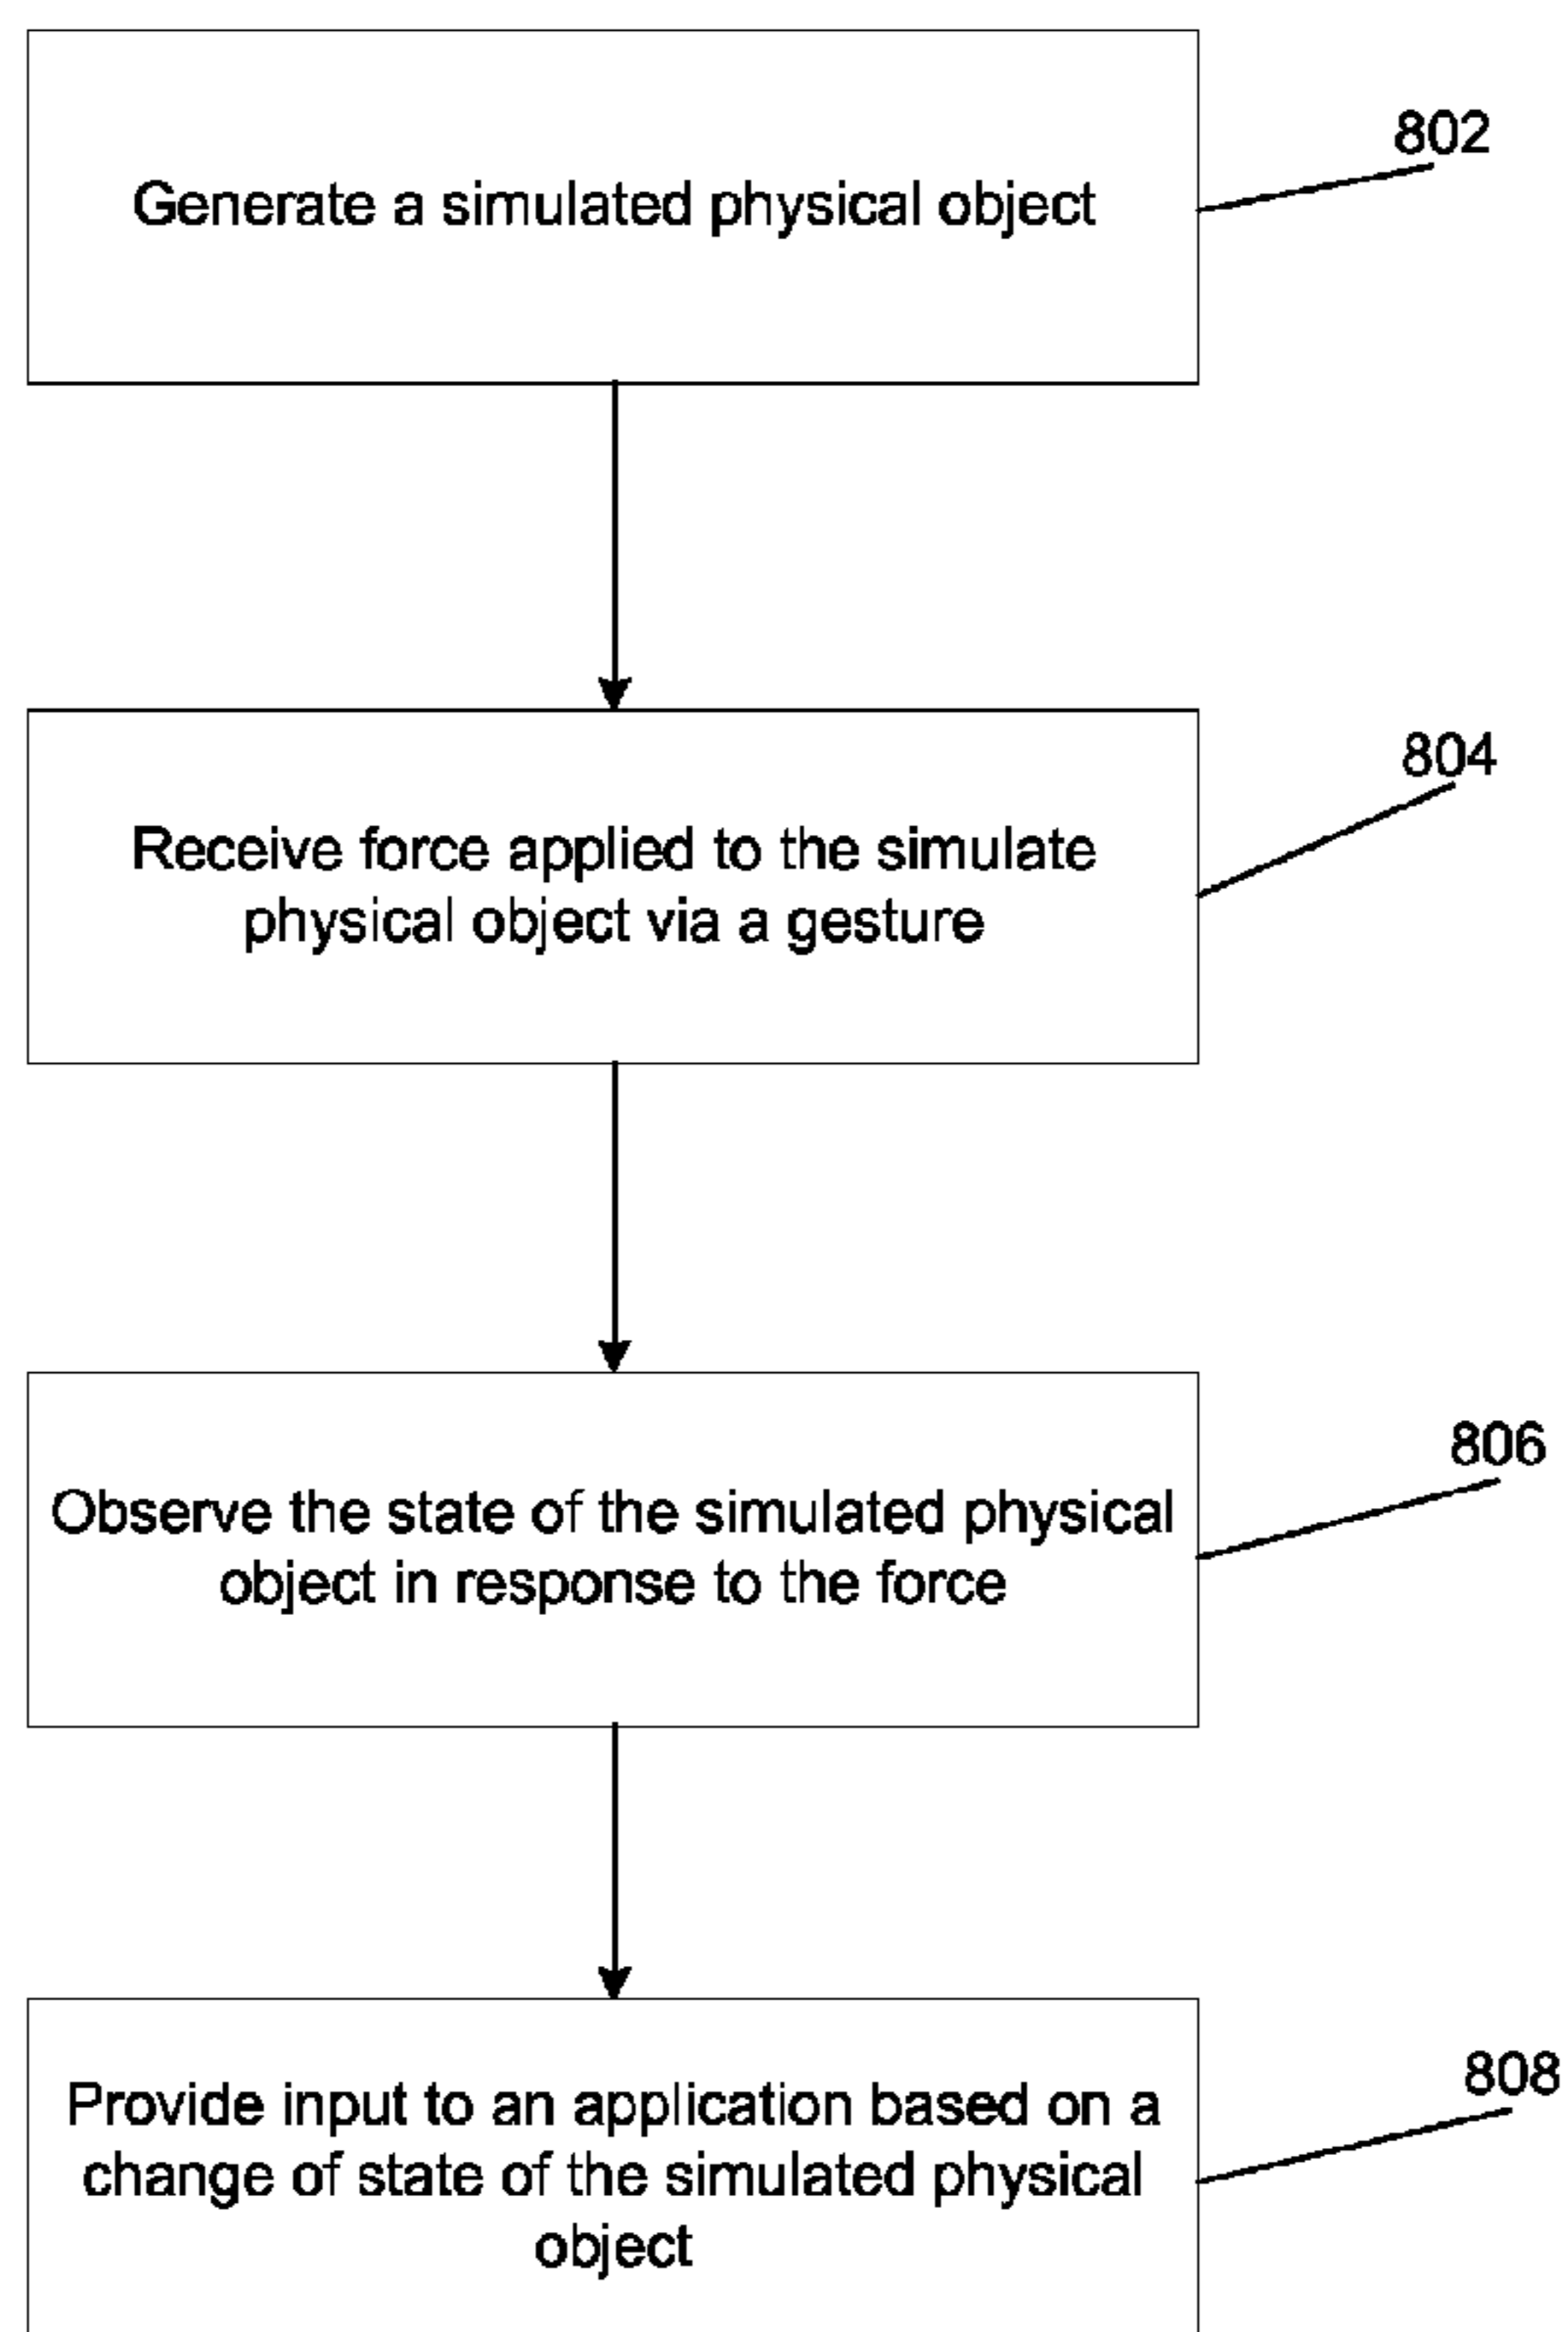 Generate a simulated physical object
802
Receive force applied to the simulate
physical object via a gesture
804
Observe the state of the simulated physical
object in response to the force
806
Provide input to an application based on a
change of state of the simulated physical
object
808